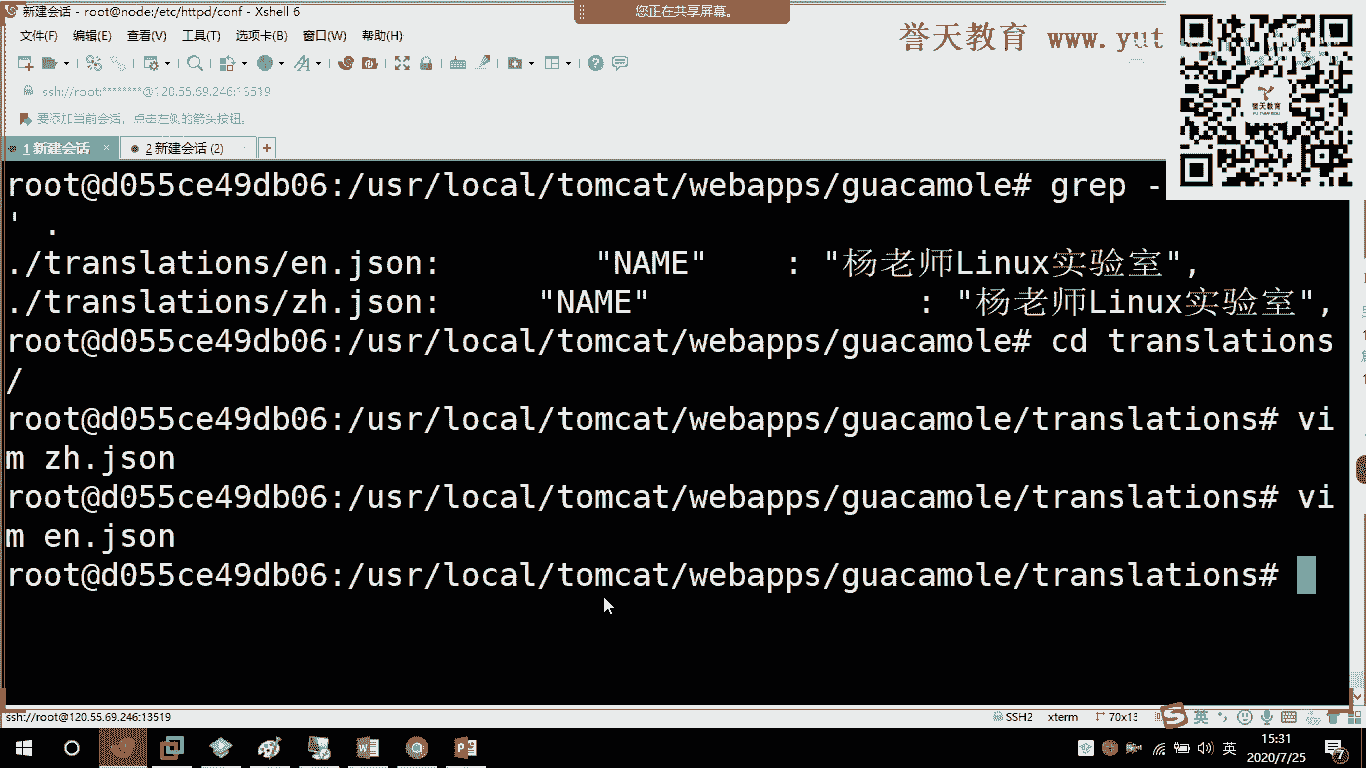 新建会话 - root@node:/etc/httpd/conf - Xshell 6
您正在共享屏幕。
文件(F) 编辑(E) 查看(V) 工具(T) 选项卡(B) 窗口(W) 帮助(H)
誉天教育 www.yut
ssh://root:********@120.55.69.246:13519
要添加当前会话，点击左侧的箭头按钮。
1 新建会话 × 2 新建会话 (2) +
誉天教育
root@d055ce49db06:/usr/local/tomcat/webapps/guacamole# grep -
' .
./translations/en.json: "NAME" : "杨老师Linux实验室",
./translations/zh.json: "NAME" : "杨老师Linux实验室",
root@d055ce49db06:/usr/local/tomcat/webapps/guacamole# cd translations
/
root@d055ce49db06:/usr/local/tomcat/webapps/guacamole/translations# vi
m zh.json
root@d055ce49db06:/usr/local/tomcat/webapps/guacamole/translations# vi
m en.json
root@d055ce49db06:/usr/local/tomcat/webapps/guacamole/translations#
ssh://root@120.55.69.246:13519 SSH2 xterm 70x13 英
英 15:31
2020/7/25